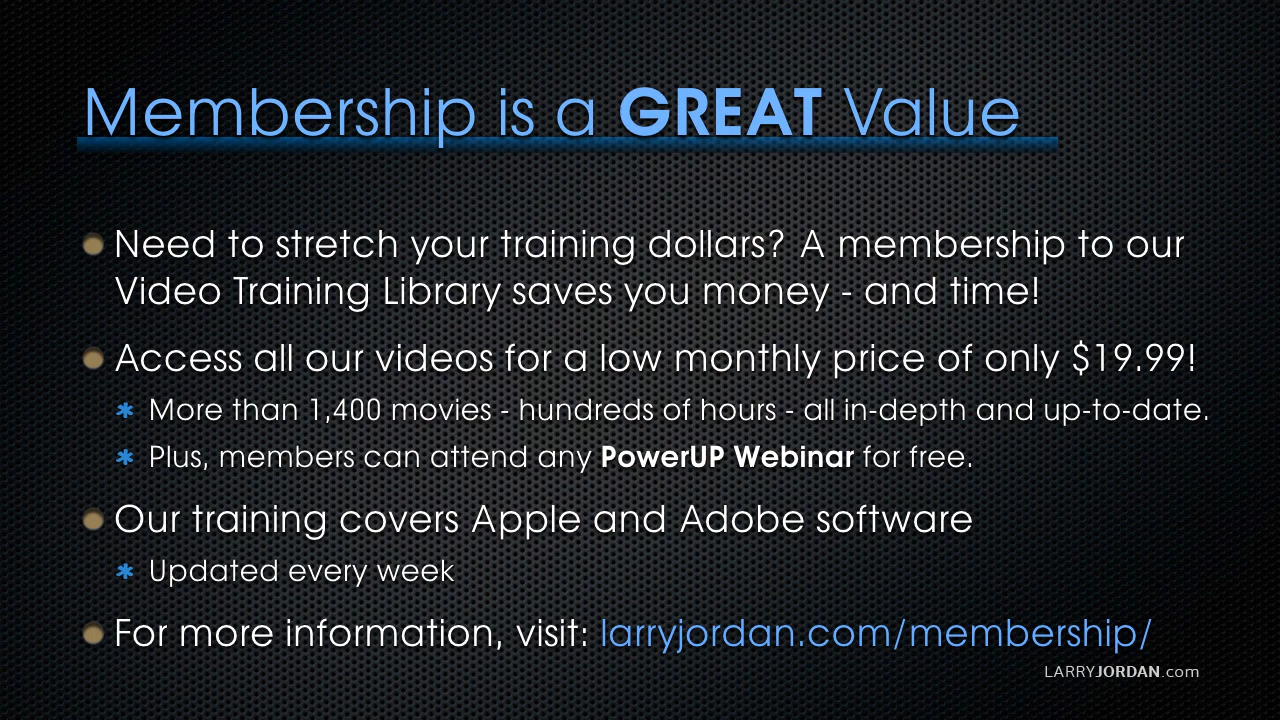 Membership is a GREAT Value
Need to stretch your training dollars? A membership to our
Video Training Library saves you money - and time!
Access all our videos for a low monthly price of only $19.99!
More than 1,400 movies - hundreds of hours - all in-depth and up-to-date.
Plus, members can attend any PowerUP Webinar for free.
Our training covers Apple and Adobe software
Updated every week
For more information, visit: larryjordan.com/membership/
LARRYJORDAN.com